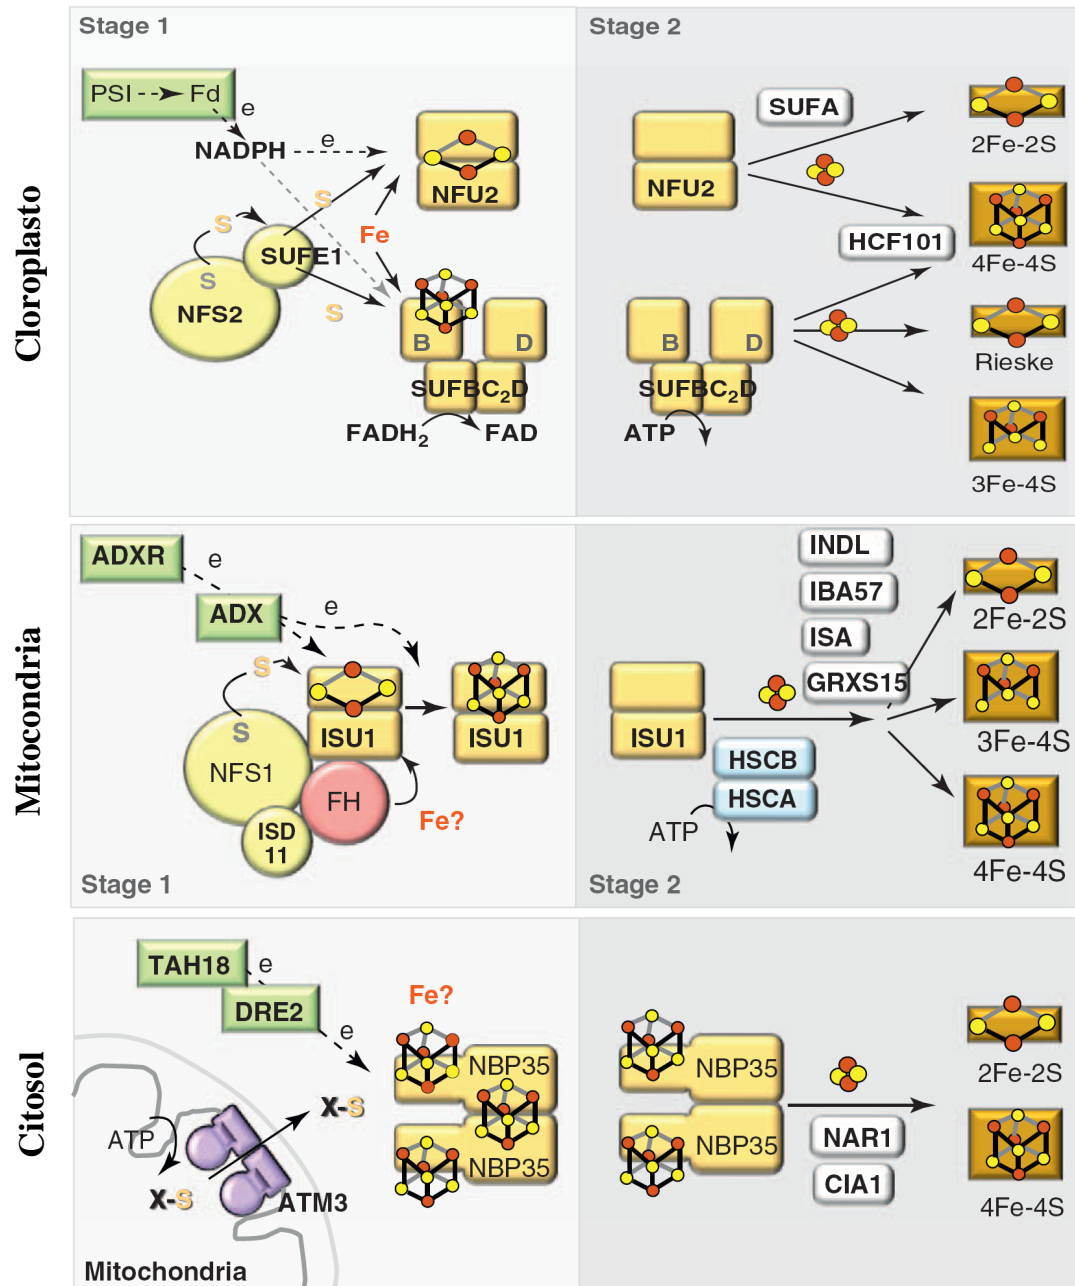 Cloroplasto
Stage 1
PSI
Fd
e
NADPH
e
NFU2
S
S
Fe
SUFE1
S
NFS2
S
B
D
SUFBC₂D
FADH₂
FAD
Stage 2
SUFA
NFU2
HCF101
B
D
SUFBC₂D
ATP
2Fe-2S
4Fe-4S
Rieske
3Fe-4S
Mitocondria
ADXR
e
ADX
e
S
S
NFS1
ISU1
ISU1
FH
Fe?
ISD
11
Stage 1
INDL
IBA57
ISA
GRXS15
ISU1
HSCB
HSCA
ATP
2Fe-2S
3Fe-4S
4Fe-4S
Stage 2
Citosol
TAH18
e
DRE2
e
Fe?
NBP35
NBP35
X-S
ATP
X-S
ATM3
Mitochondria
NBP35
NBP35
NAR1
CIA1
2Fe-2S
4Fe-4S